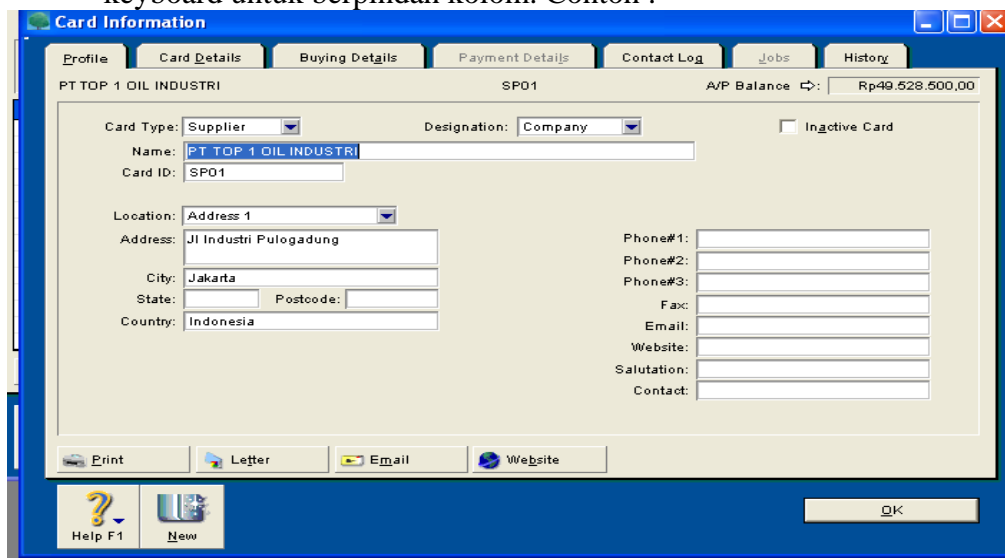 keyboard untuk berpindah kolom. Contoh :
Card Information
Profile Card Details Buying Details Payment Details Contact Log Jobs History
PT TOP 1 OIL INDUSTRI SP01 A/P Balance ⇨: Rp49.528.500,00
Card Type: Supplier Designation: Company Inactive Card
Name: PT TOP 1 OIL INDUSTRI
Card ID: SP01
Location: Address 1
Address: Jl Industri Pulogadung Phone#1:
Phone#2:
City: Jakarta Phone#3:
State: Postcode: Fax:
Country: Indonesia Email:
Website:
Salutation:
Contact:
Print Letter Email Website
Help F1 New OK